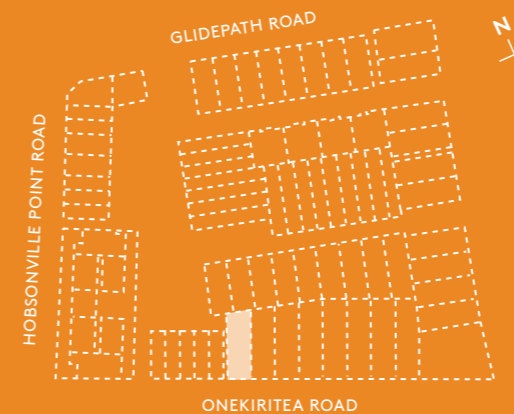 GLIDEPATH ROAD
N
HOBSONVILLE POINT ROAD
ONEKIRITEA ROAD